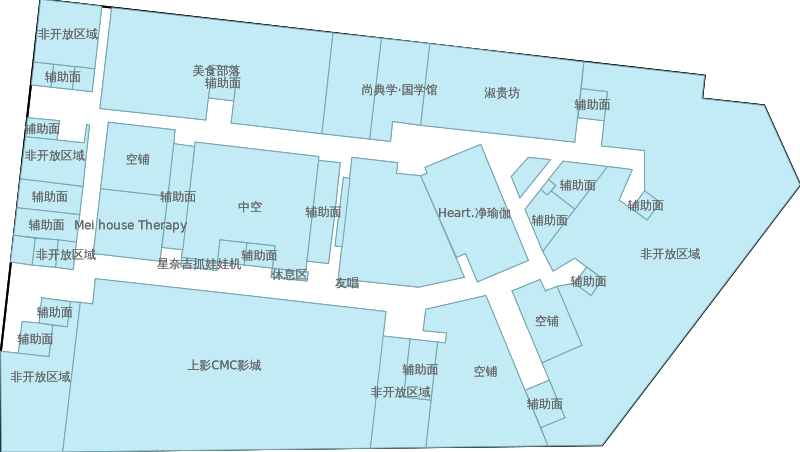 非开放区域
美食部落
辅助面
辅助面
尚典学·国学馆
淑贵坊
辅助面
辅助面
非开放区域
空铺
辅助面
辅助面
Mei house Therapy
辅助面
非开放区域
中空
辅助面
辅助面
星奈吉抓娃娃机
休息区
友唱
Heart.净瑜伽
辅助面
辅助面
辅助面
非开放区域
辅助面
辅助面
辅助面
非开放区域
上影CMC影城
辅助面
非开放区域
空铺
空铺
辅助面